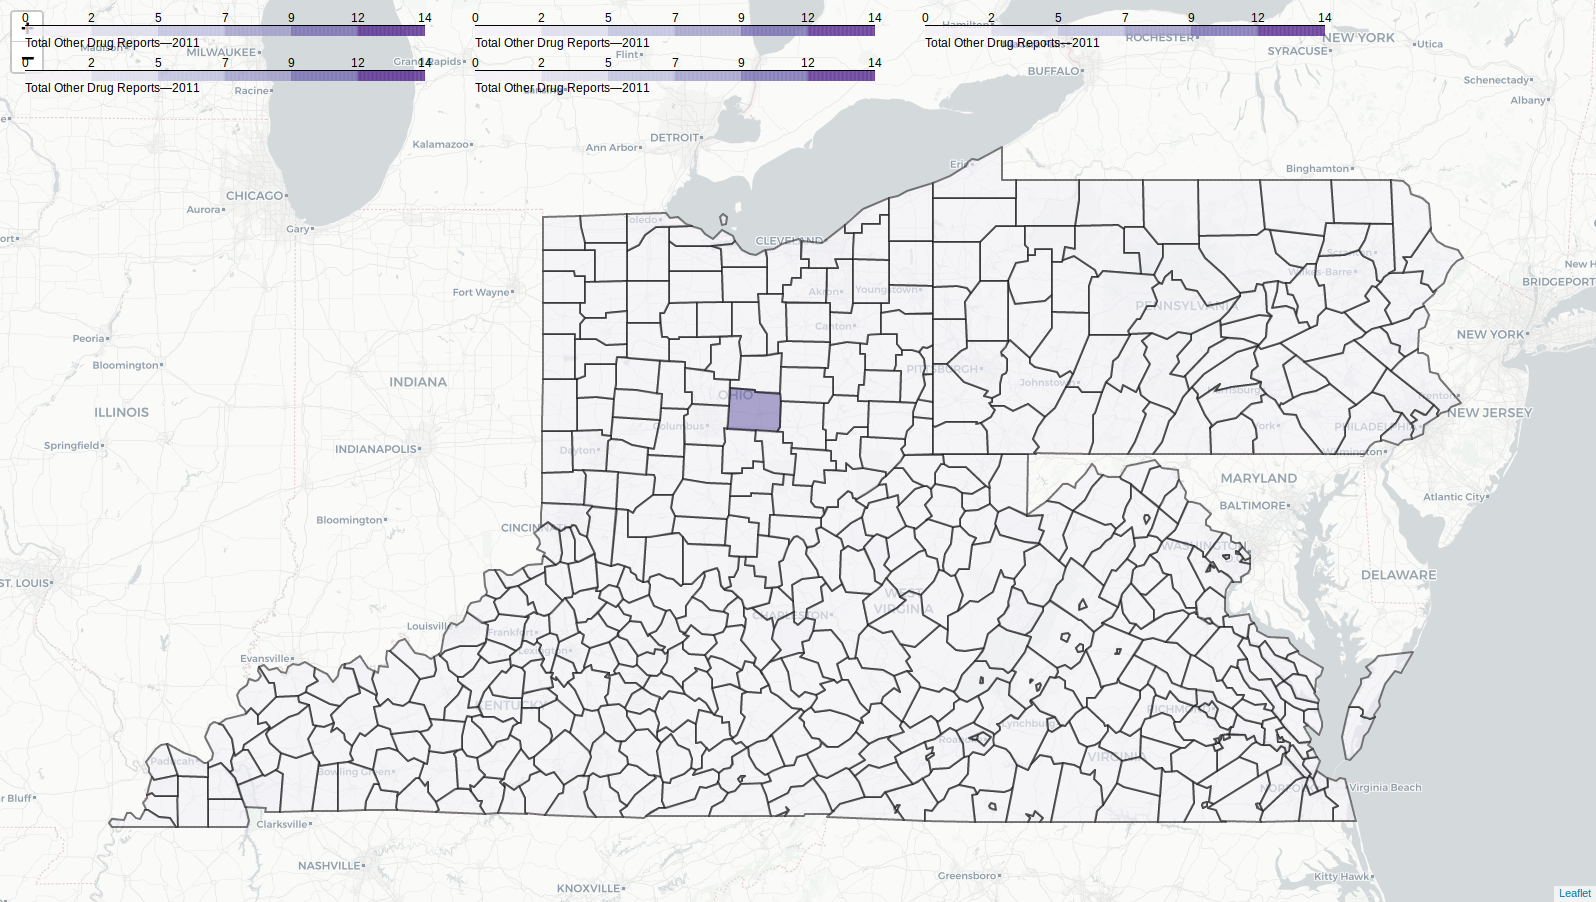 0 2 5 7 9 12 14
Total Other Drug Reports—2011
0 2 5 7 9 12 14
Total Other Drug Reports—2011
0 2 5 7 9 12 14
Total Other Drug Reports—2011
0 2 5 7 9 12 14
Total Other Drug Reports—2011
0 2 5 7 9 12 14
Total Other Drug Reports—2011
+
−
Madison
MILWAUKEE
Grand Rapids
Flint
Lansing
Hamilton
ROCHESTER
NEW YORK
SYRACUSE
Utica
BUFFALO
Racine
Schenectady
Albany
Kalamazoo
Ann Arbor
DETROIT
Erie
Binghamton
CHICAGO
Aurora
Gary
oledo
CLEVELAND
Scranton
Wilkes-Barre
New H
BRIDGEPORT
Fort Wayne
Akron
Youngstown
PENNSYLVANIA
Canton
NEW YORK
Peoria
Bloomington
PITTSBURGH
Johnstown
INDIANA
OHIO
Harrisburg
Trenton
ILLINOIS
NEW JERSEY
Columbus
York
PHILADELPHIA
Springfield
INDIANAPOLIS
Dayton
Wilmington
MARYLAND
BALTIMORE
Atlantic City
Bloomington
CINCINNATI
WASHINGTON
ST. LOUIS
DELAWARE
WEST
VIRGINIA
CHARLESTON
Louisville
Frankfort
Lexington
Evansville
KENTUCKY
RICHMOND
Lynchburg
Roanoke
VIRGINIA
Paducah
Bowling Green
NORFOLK
Virginia Beach
r Bluff
Clarksville
NASHVILLE
KNOXVILLE
Greensboro
Kitty Hawk
Leaflet